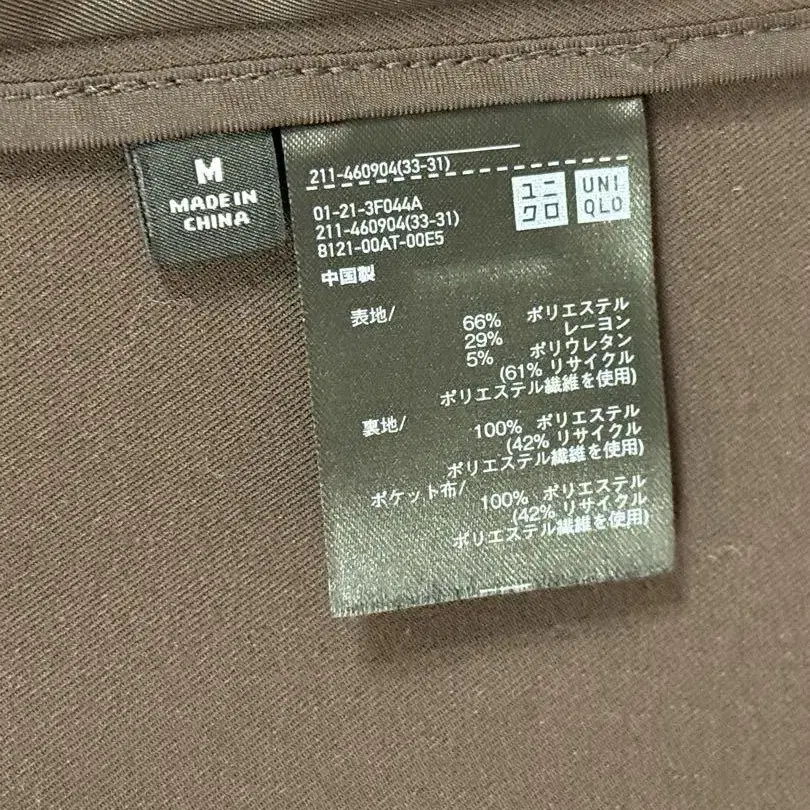 M
MADE IN
CHINA
211-460904(33-31)
ユニ
クロ
UNI
QLO
01-21-3F044A
211-460904(33-31)
8121-00AT-00E5
中国製
表地/
66% ポリエステル
29% レーヨン
5% ポリウレタン
(61% リサイクル
ポリエステル繊維を使用)
裏地/
100% ポリエステル
(42% リサイクル
ポリエステル繊維を使用)
ポケット布/
100% ポリエステル
(42% リサイクル
ポリエステル繊維を使用)